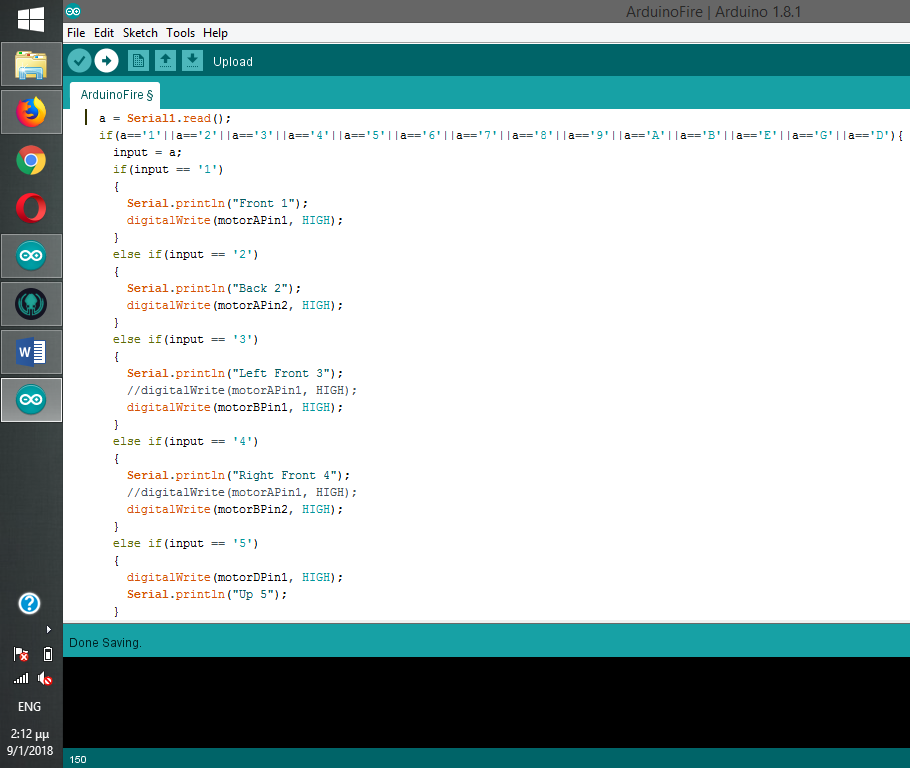 ArduinoFire | Arduino 1.8.1
File Edit Sketch Tools Help
Upload
ArduinoFire §
a = Serial1.read();
if(a=='1'||a=='2'||a=='3'||a=='4'||a=='5'||a=='6'||a=='7'||a=='8'||a=='9'||a=='A'||a=='B'||a=='E'||a=='G'||a=='D'){
input = a;
if(input == '1')
{
Serial.println("Front 1");
digitalWrite(motorAPin1, HIGH);
}
else if(input == '2')
{
Serial.println("Back 2");
digitalWrite(motorAPin2, HIGH);
}
else if(input == '3')
{
Serial.println("Left Front 3");
//digitalWrite(motorAPin1, HIGH);
digitalWrite(motorBPin1, HIGH);
}
else if(input == '4')
{
Serial.println("Right Front 4");
//digitalWrite(motorAPin1, HIGH);
digitalWrite(motorBPin2, HIGH);
}
else if(input == '5')
{
digitalWrite(motorDPin1, HIGH);
Serial.println("Up 5");
}
Done Saving.
150
W
?
ENG
2:12 μμ
9/1/2018